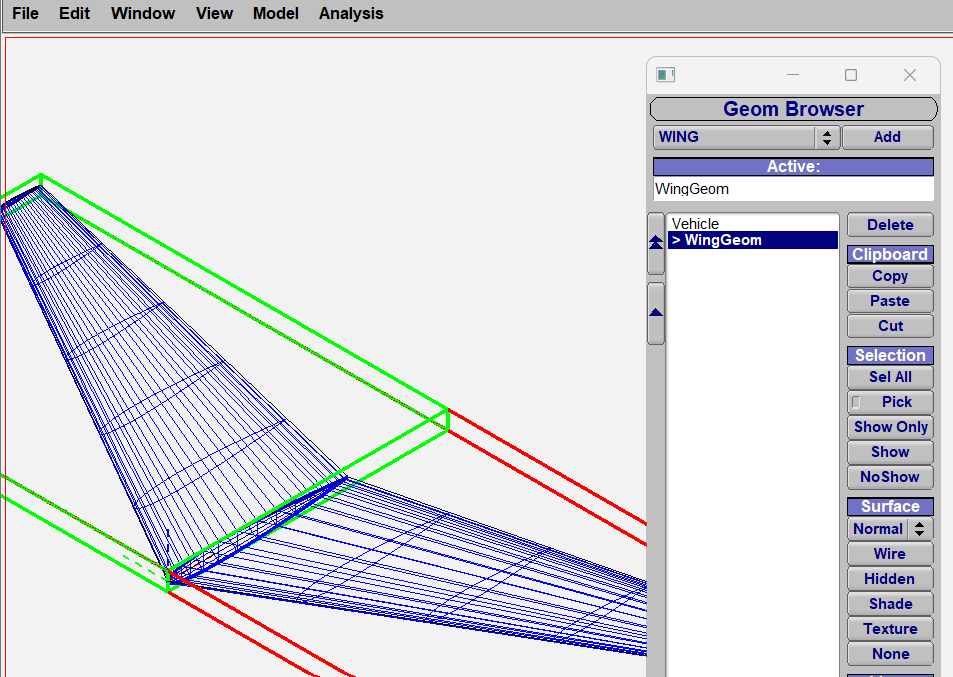 File Edit Window View Model Analysis
Geom Browser
WING Add
Active:
WingGeom
Vehicle
> WingGeom
Delete
Clipboard
Copy
Paste
Cut
Selection
Sel All
Pick
Show Only
Show
NoShow
Surface
Normal
Wire
Hidden
Shade
Texture
None